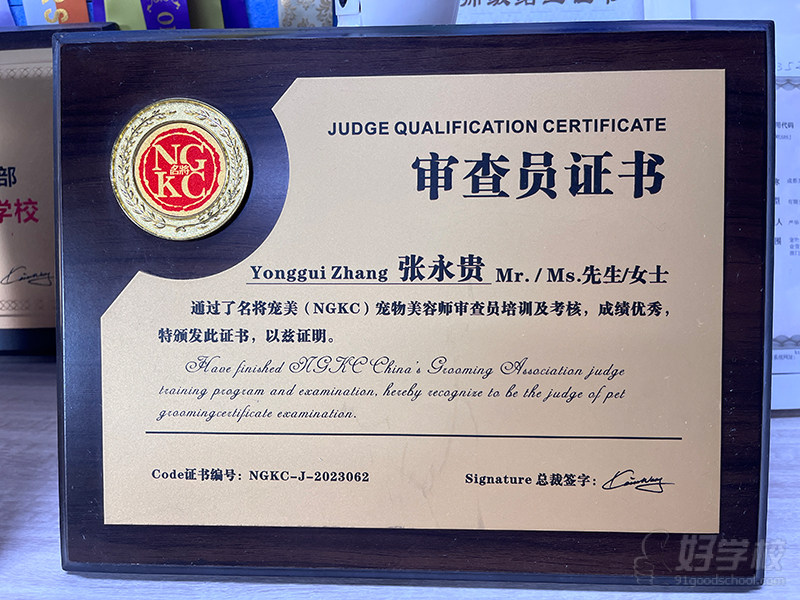 NG
名將
KC
JUDGE QUALIFICATION CERTIFICATE
审查员证书
Yonggui Zhang 张永贵 Mr. / Ms.先生/女士
通过了名将宠美（NGKC）宠物美容师审查员培训及考核，成绩优秀，
特颁发此证书，以兹证明。
Have finished NGKC China's Grooming Association judge
training program and examination, hereby recognize to be the judge of pet
groomingcertificate examination.
Code证书编号：NGKC-J-2023062
Signature 总裁签字：
部
学校
好学校
91goodschool.com